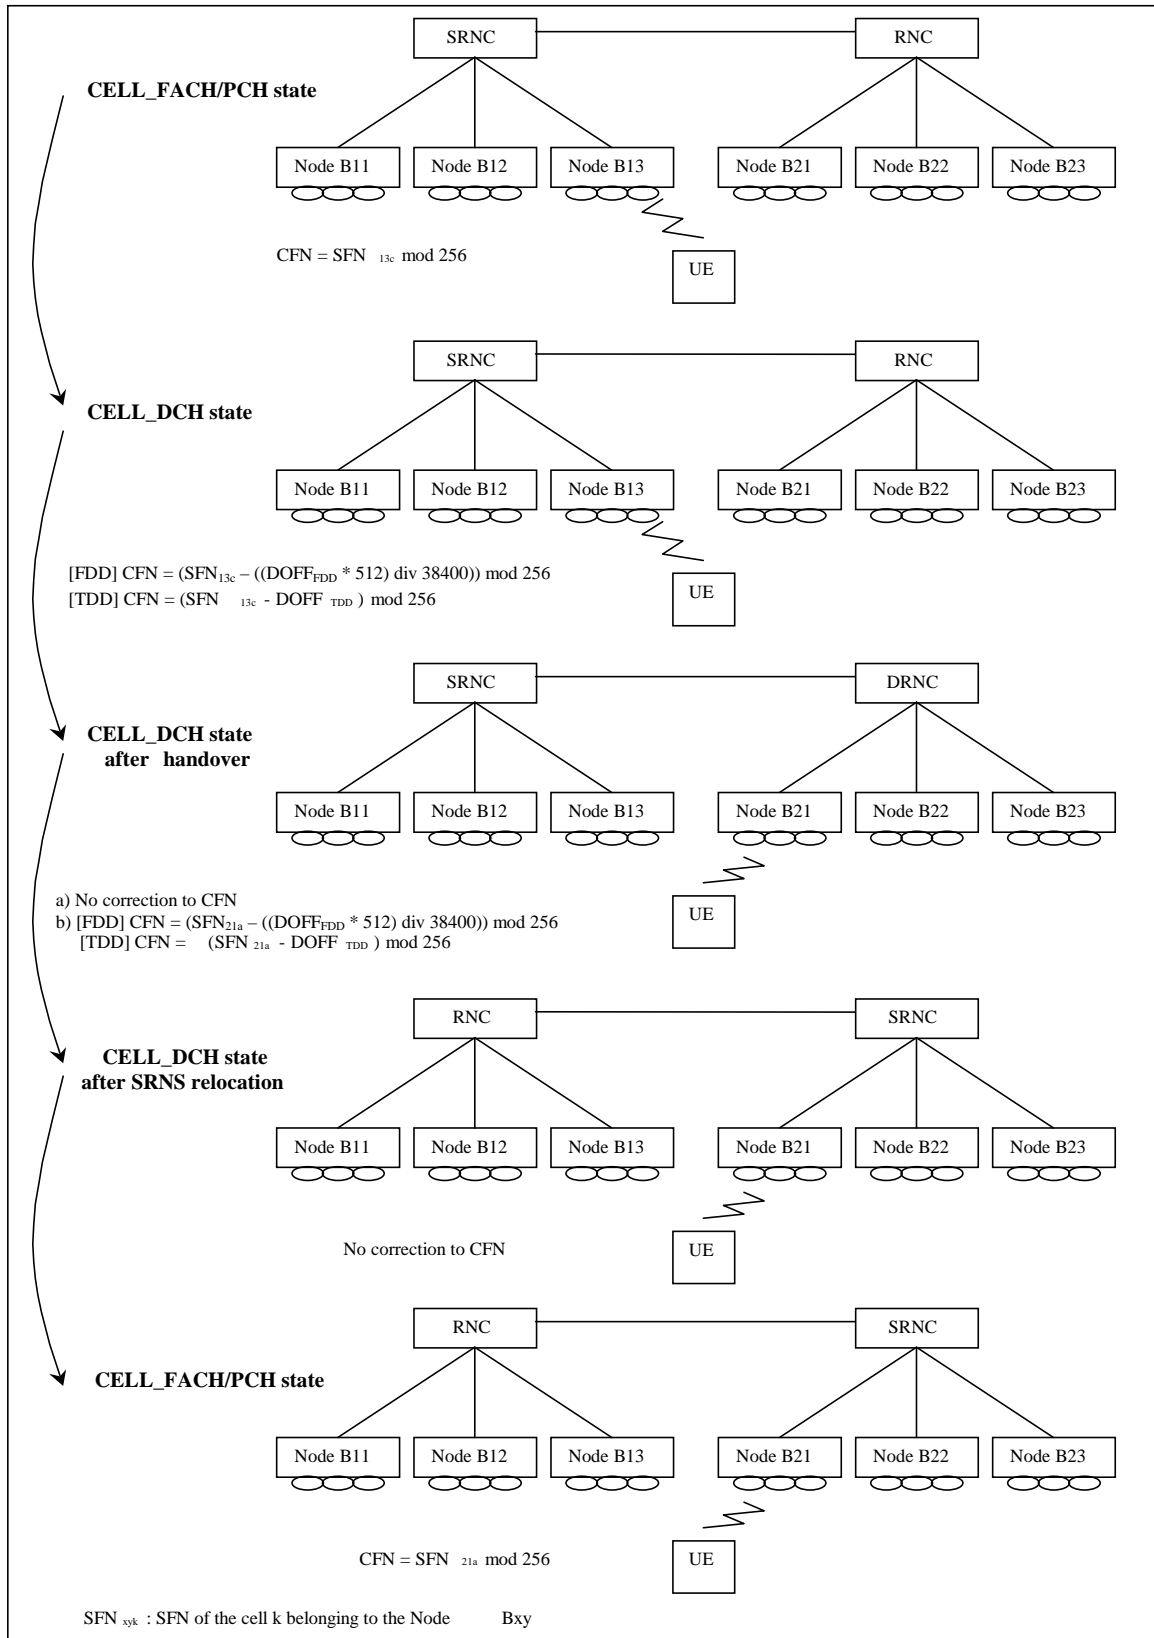 SRNC RNC
CELL_FACH/PCH state
Node B11 Node B12 Node B13 Node B21 Node B22 Node B23
CFN = SFN 13c mod 256
UE
SRNC RNC
CELL_DCH state
Node B11 Node B12 Node B13 Node B21 Node B22 Node B23
[FDD] CFN = (SFN13c – ((DOFFFDD * 512) div 38400)) mod 256
[TDD] CFN = (SFN 13c - DOFF TDD ) mod 256
UE
SRNC DRNC
CELL_DCH state
after handover
Node B11 Node B12 Node B13 Node B21 Node B22 Node B23
a) No correction to CFN
b) [FDD] CFN = (SFN21a – ((DOFFFDD * 512) div 38400)) mod 256
[TDD] CFN = (SFN 21a - DOFF TDD ) mod 256
UE
RNC SRNC
CELL_DCH state
after SRNS relocation
Node B11 Node B12 Node B13 Node B21 Node B22 Node B23
No correction to CFN
UE
RNC SRNC
CELL_FACH/PCH state
Node B11 Node B12 Node B13 Node B21 Node B22 Node B23
CFN = SFN 21a mod 256
UE
SFN xyk : SFN of the cell k belonging to the Node Bxy